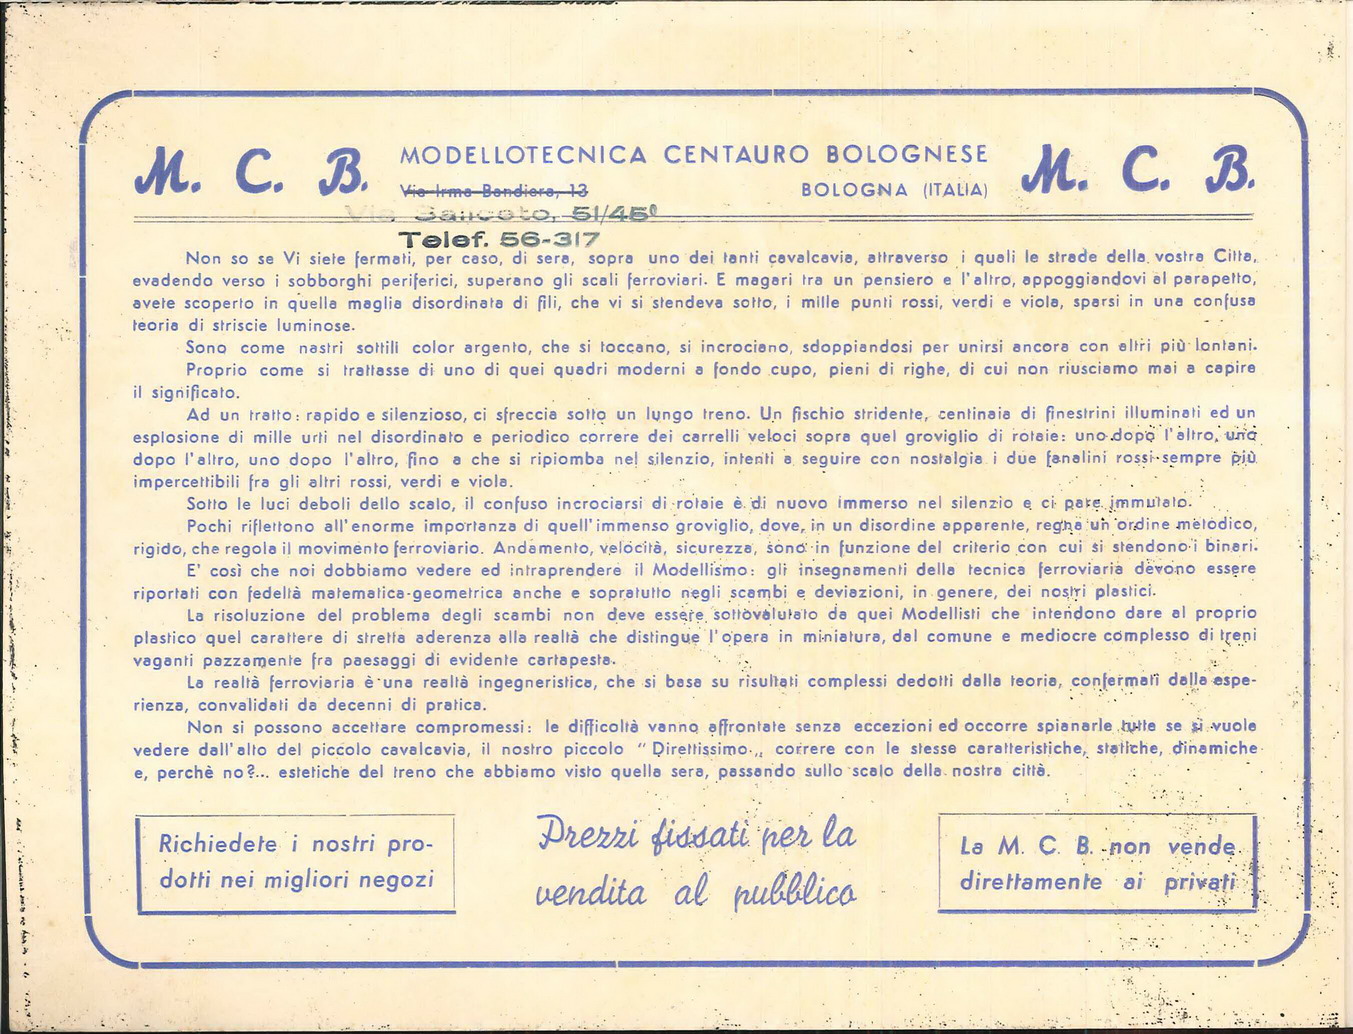 M. C. B. MODELLOTECNICA CENTAURO BOLOGNESE M. C. B.
Via Irma Bandiera, 13 BOLOGNA (ITALIA)
Via Saliceto, 51/45°
Telef. 56-317
Non so se Vi siete fermati, per caso, di sera, sopra uno dei tanti cavalcavia, attraverso i quali le strade della vostra Citta,
evadendo verso i sobborghi periferici, superano gli scali ferroviari. E magari tra un pensiero e l'altro, appoggiandovi al parapetto,
avete scoperto in quella maglia disordinata di fili, che vi si stendeva sotto, i mille punti rossi, verdi e viola, sparsi in una confusa
teoria di striscie luminose.
Sono come nastri sottili color argento, che si toccano, si incrociano, sdoppiandosi per unirsi ancora con altri più lontani.
Proprio come si trattasse di uno di quei quadri moderni a fondo cupo, pieni di righe, di cui non riusciamo mai a capire
il significato.
Ad un tratto: rapido e silenzioso, ci sfreccia sotto un lungo treno. Un fischio stridente, centinaia di finestrini illuminati ed un
esplosione di mille urti nel disordinato e periodico correre dei carrelli veloci sopra quel groviglio di rotaie: uno dopo l'altro, uno
dopo l'altro, uno dopo l'altro, fino a che si ripiomba nel silenzio, intenti a seguire con nostalgia i due fanalini rossi sempre più
impercettibili fra gli altri rossi, verdi e viola.
Sotto le luci deboli dello scalo, il confuso incrociarsi di rotaie è di nuovo immerso nel silenzio e ci pare immutato.
Pochi riflettono all'enorme importanza di quell'immenso groviglio, dove, in un disordine apparente, regna un ordine metodico,
rigido, che regola il movimento ferroviario. Andamento, velocità, sicurezza, sono in funzione del criterio con cui si stendono i binari.
E' così che noi dobbiamo vedere ed intraprendere il Modellismo: gli insegnamenti della tecnica ferroviaria devono essere
riportati con fedeltà matematica-geometrica anche e sopratutto negli scambi e deviazioni, in genere, dei nostri plastici.
La risoluzione del problema degli scambi non deve essere sottovalutato da quei Modellisti che intendono dare al proprio
plastico quel carattere di stretta aderenza alla realtà che distingue l'opera in miniatura, dal comune e mediocre complesso di treni
vaganti pazzamente fra paesaggi di evidente cartapesta.
La realtà ferroviaria è una realtà ingegneristica, che si basa su risultati complessi dedotti dalla teoria, confermati dalla espe-
rienza, convalidati da decenni di pratica.
Non si possono accettare compromessi: le difficoltà vanno affrontate senza eccezioni ed occorre spianarle tutte se si vuole
vedere dall'alto del piccolo cavalcavia, il nostro piccolo "Direttissimo„ correre con le stesse caratteristiche, statiche, dinamiche
e, perchè no?... estetiche del treno che abbiamo visto quella sera, passando sullo scalo della nostra città.
Richiedete i nostri pro-
dotti nei migliori negozi
Prezzi fissati per la
vendita al pubblico
La M. C. B. non vende
direttamente ai privati